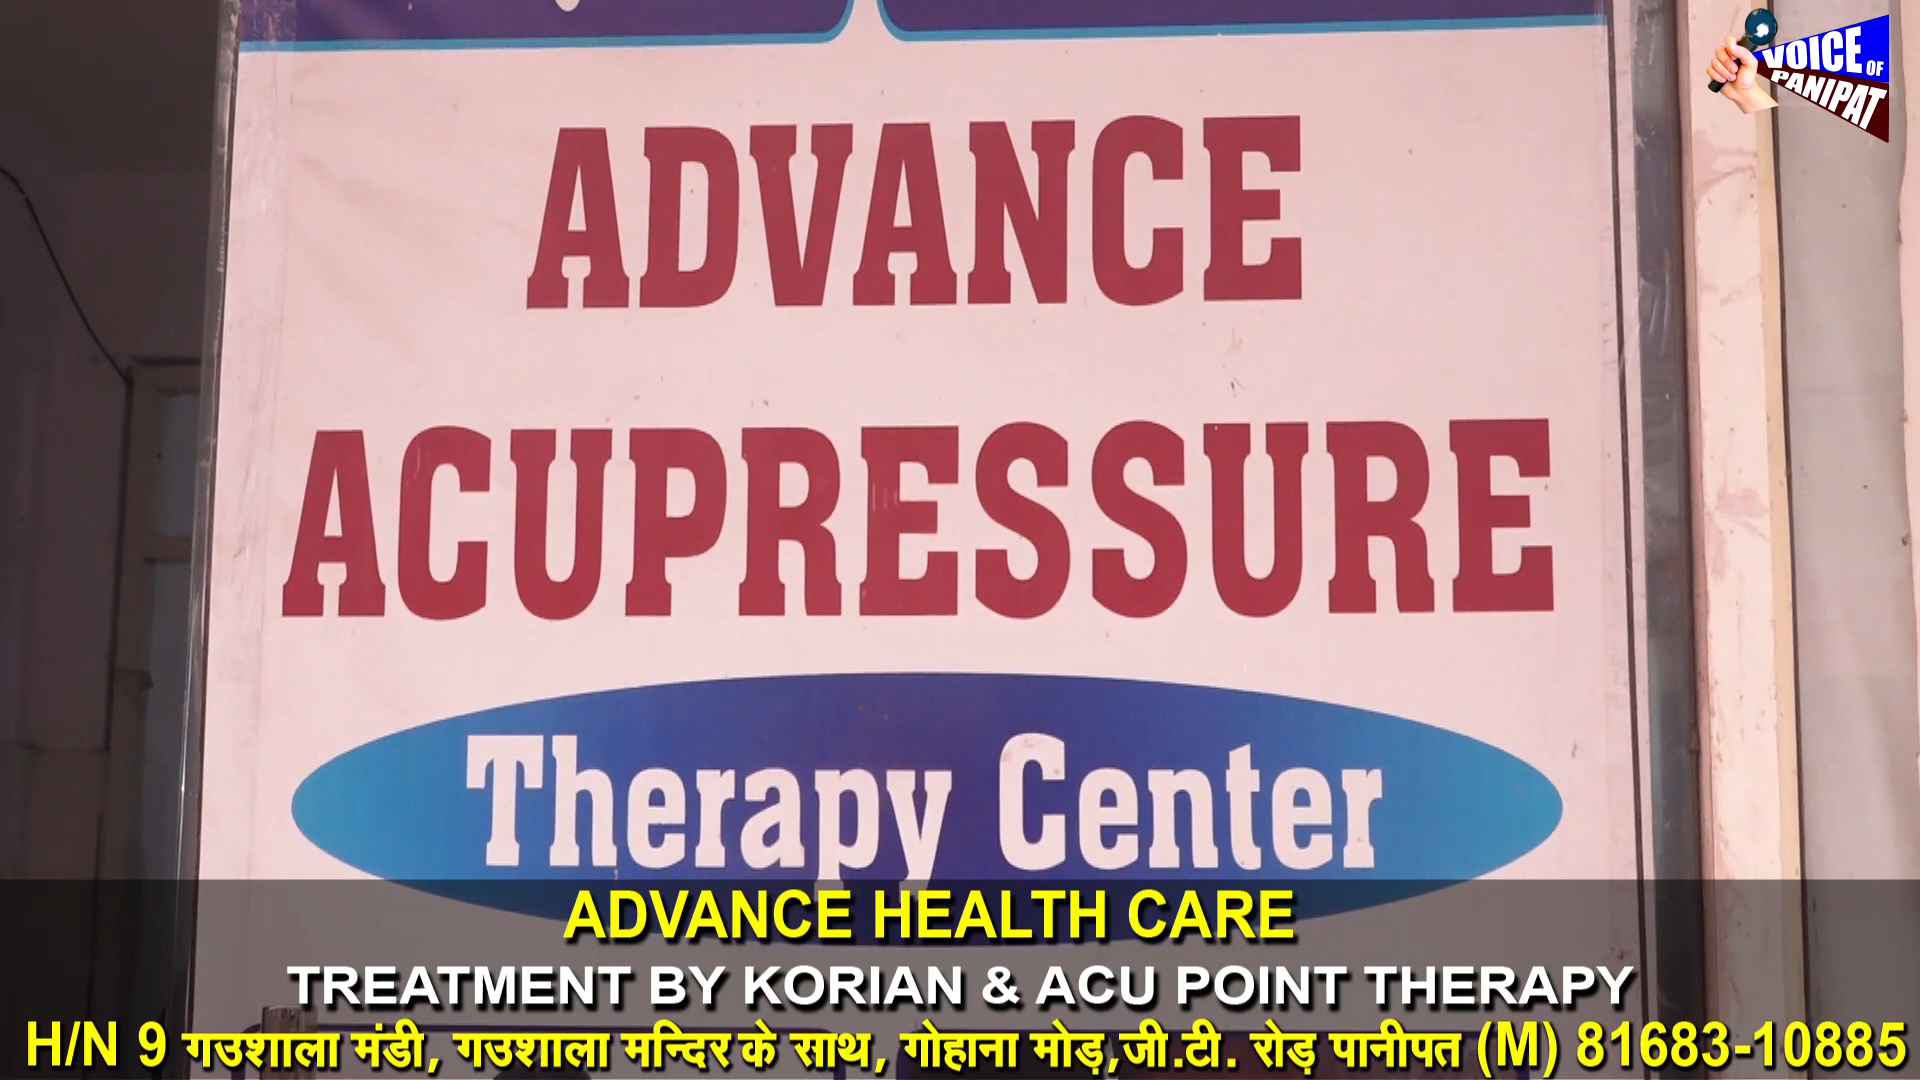 VOICE OF
PANIPAT
ADVANCE
ACUPRESSURE
Therapy Center
ADVANCE HEALTH CARE
TREATMENT BY KORIAN & ACU POINT THERAPY
H/N 9 गउशाला मंडी, गउशाला मन्दिर के साथ, गोहाना मोड़,जी.टी. रोड़ पानीपत (M) 81683-10885